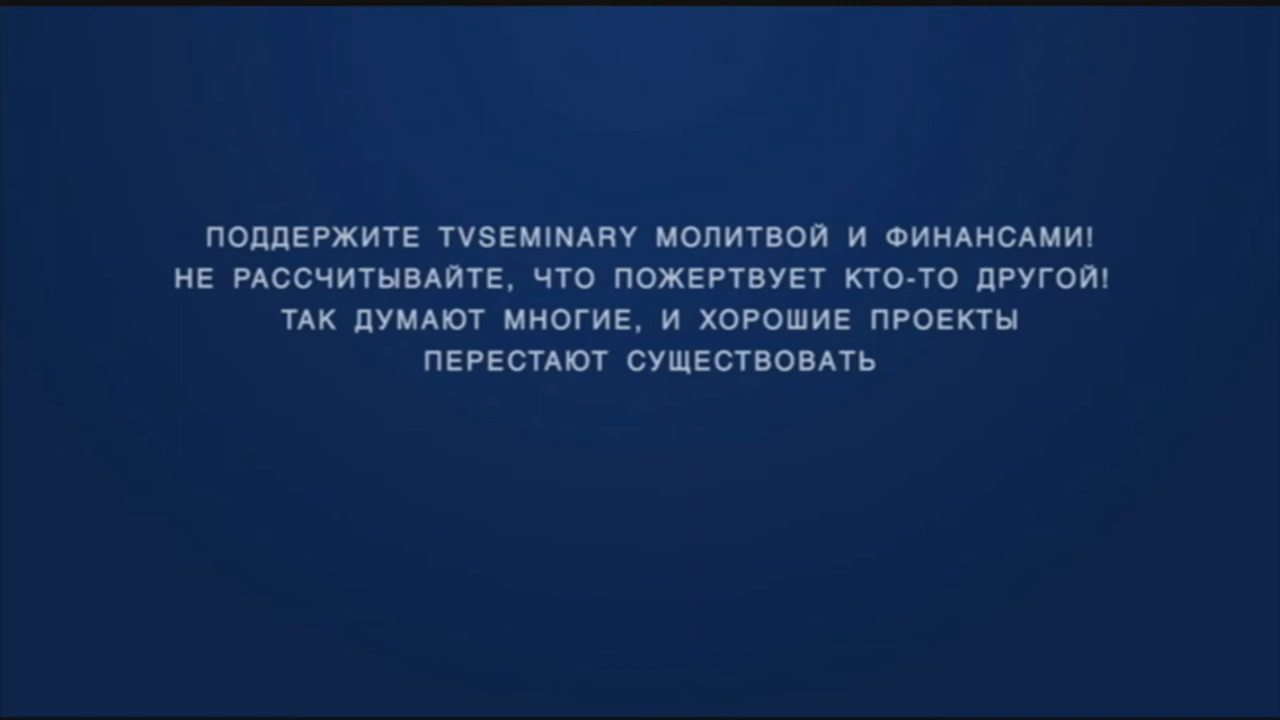 ПОДДЕРЖИТЕ TVSEMINARY МОЛИТВОЙ И ФИНАНСАМИ!
НЕ РАССЧИТЫВАЙТЕ, ЧТО ПОЖЕРТВУЕТ КТО-ТО ДРУГОЙ!
ТАК ДУМАЮТ МНОГИЕ, И ХОРОШИЕ ПРОЕКТЫ
ПЕРЕСТАЮТ СУЩЕСТВОВАТЬ